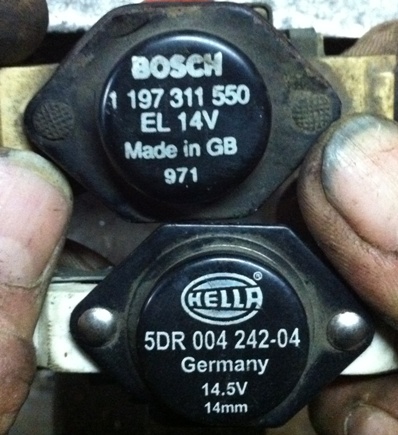 BOSCH
1 197 311 550
EL 14V
Made in GB
971
HELLA ®
5DR 004 242-04
Germany
14.5V
14mm